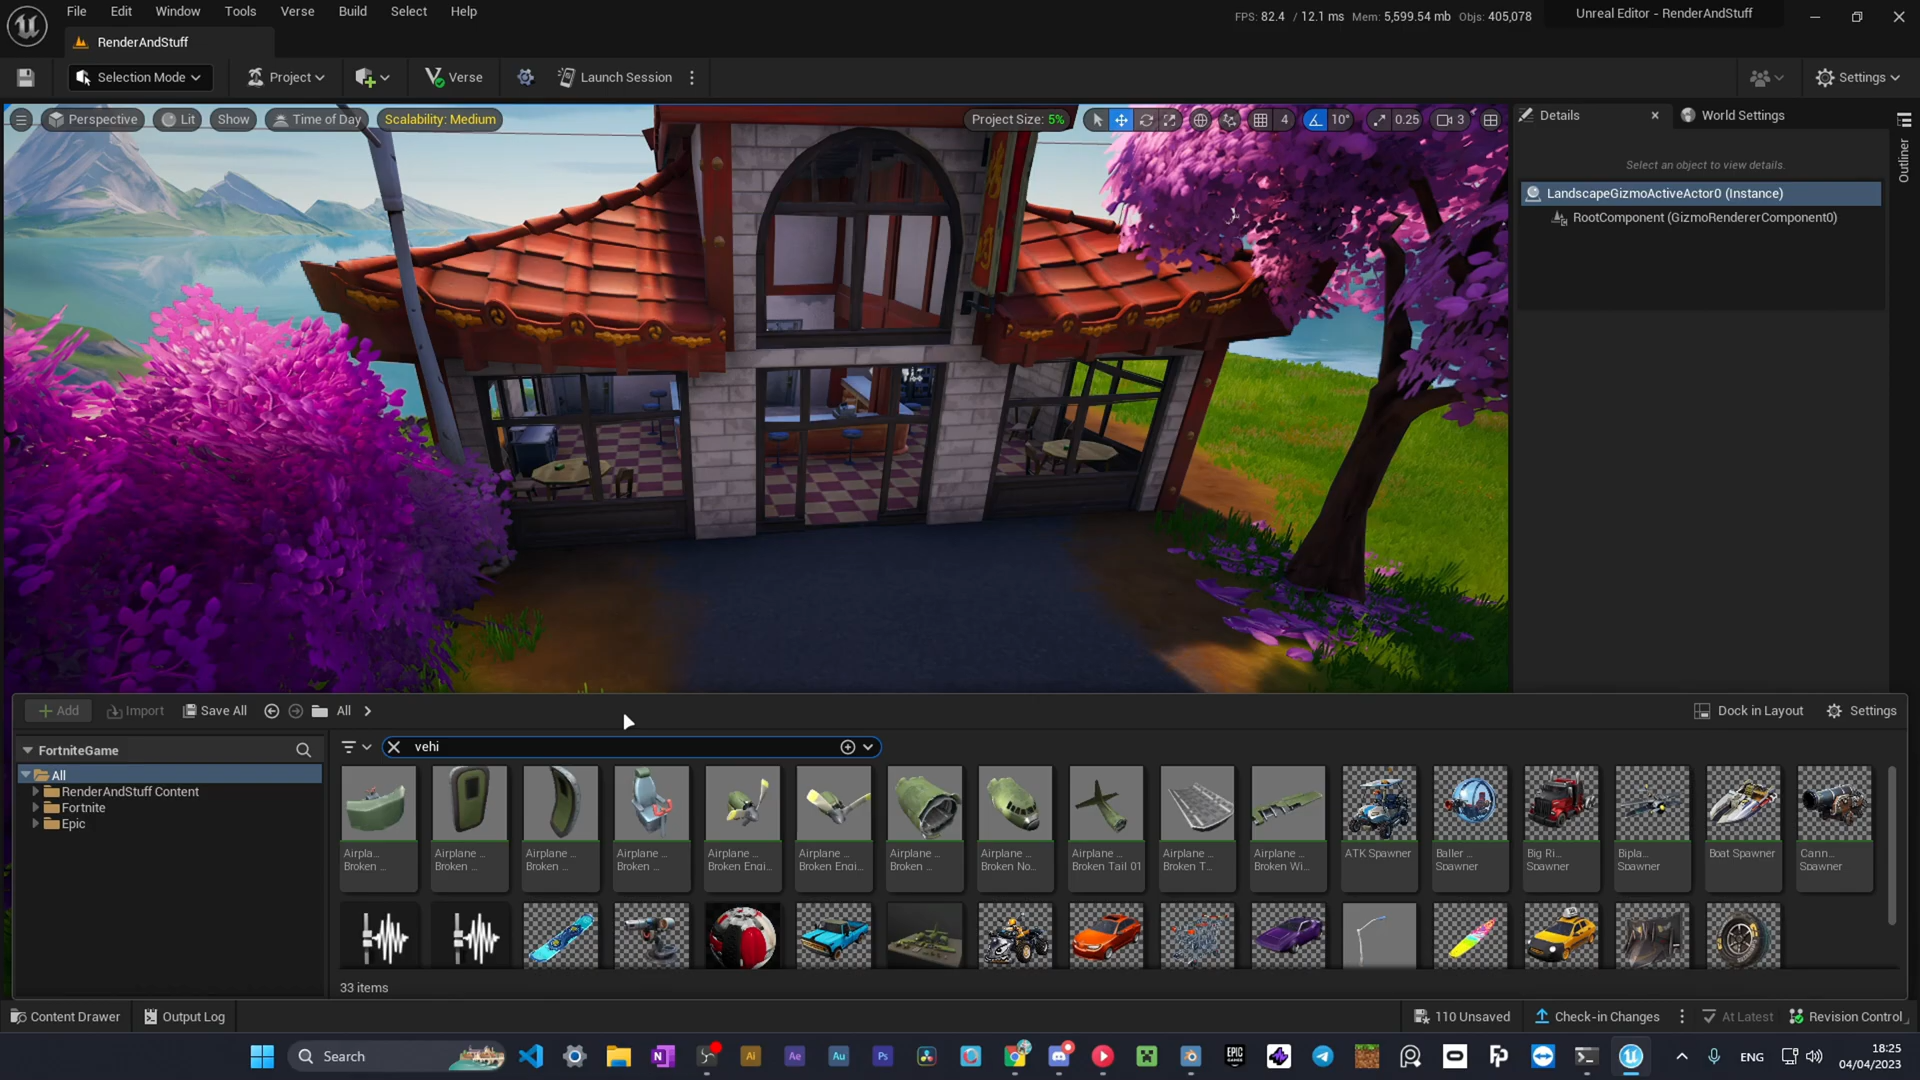 File Edit Window Tools Verse Build Select Help
FPS: 82.4 / 12.1 ms Mem: 5,599.54 mb Objs: 405,078
Unreal Editor - RenderAndStuff
RenderAndStuff
Selection Mode
Project
Verse
Launch Session
Settings
Perspective
Lit
Show
Time of Day
Scalability: Medium
Project Size: 5%
4
10°
0.25
3
Details
World Settings
Outliner
Select an object to view details.
LandscapeGizmoActiveActor0 (Instance)
RootComponent (GizmoRendererComponent0)
Add
Import
Save All
All
Dock in Layout
Settings
FortniteGame
vehi
All
RenderAndStuff Content
Fortnite
Epic
Airpla...
Broken ...
Airplane ...
Broken ...
Airplane ...
Broken ...
Airplane ...
Broken ...
Airplane ...
Broken Engi...
Airplane ...
Broken Engi...
Airplane ...
Broken ...
Airplane ...
Broken No...
Airplane ...
Broken Tail 01
Airplane ...
Broken T...
Airplane ...
Broken Wi...
ATK Spawner
Baller ...
Spawner
Big Ri...
Spawner
Bipla...
Spawner
Boat Spawner
Cann...
Spawner
33 items
Content Drawer
Output Log
110 Unsaved
Check-in Changes
At Latest
Revision Control
Search
Ai
Ae
Au
Ps
EPIC
GAMES
ENG
18:25
04/04/2023